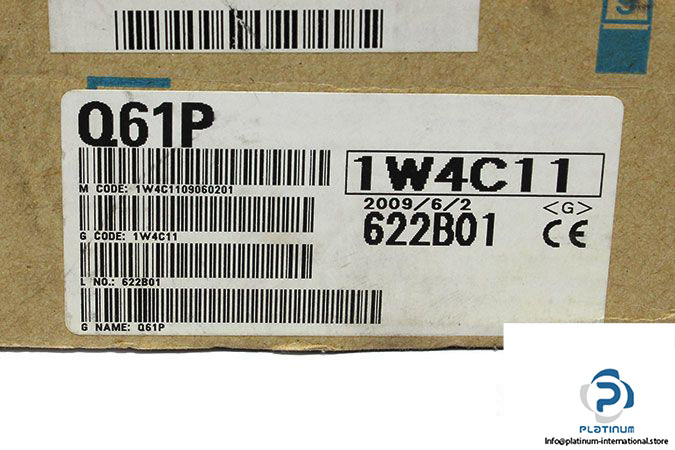 S
Q61P
M CODE: 1W4C1109060201
1W4C11
2009/6/2
<G>
G CODE: 1W4C11
622B01
CE
L NO.: 622B01
G NAME: Q61P
PLATINUM
info@platinum-international.store